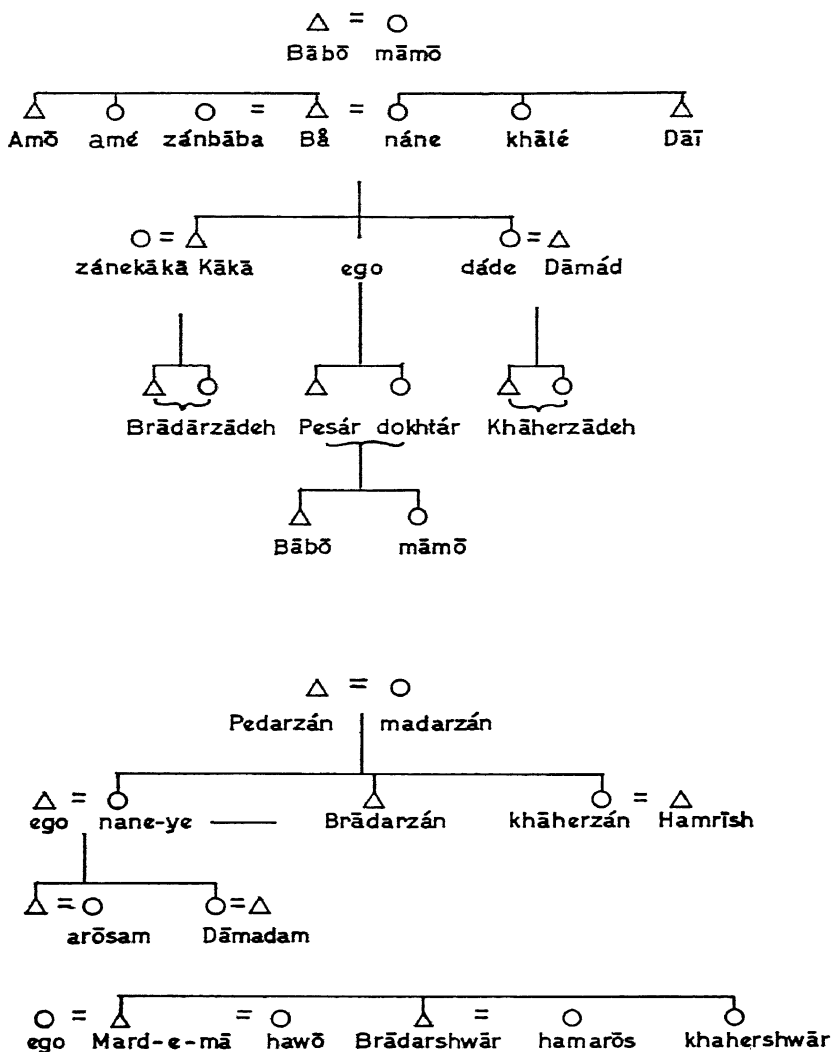 Bābō māmō
Amō amé zánbāba Bå náne khālé Dāī
zánekākā Kākā ego dáde Dāmád
Brādārzādeh Pesár dokhtár Khāherzādeh
Bābō māmō
Pedarzán madarzán
ego nane-ye —— Brādarzán khāherzán Hamrīsh
arōsam Dāmadam
ego Mard-e-mā hawō Brādarshwār hamarōs khahershwār